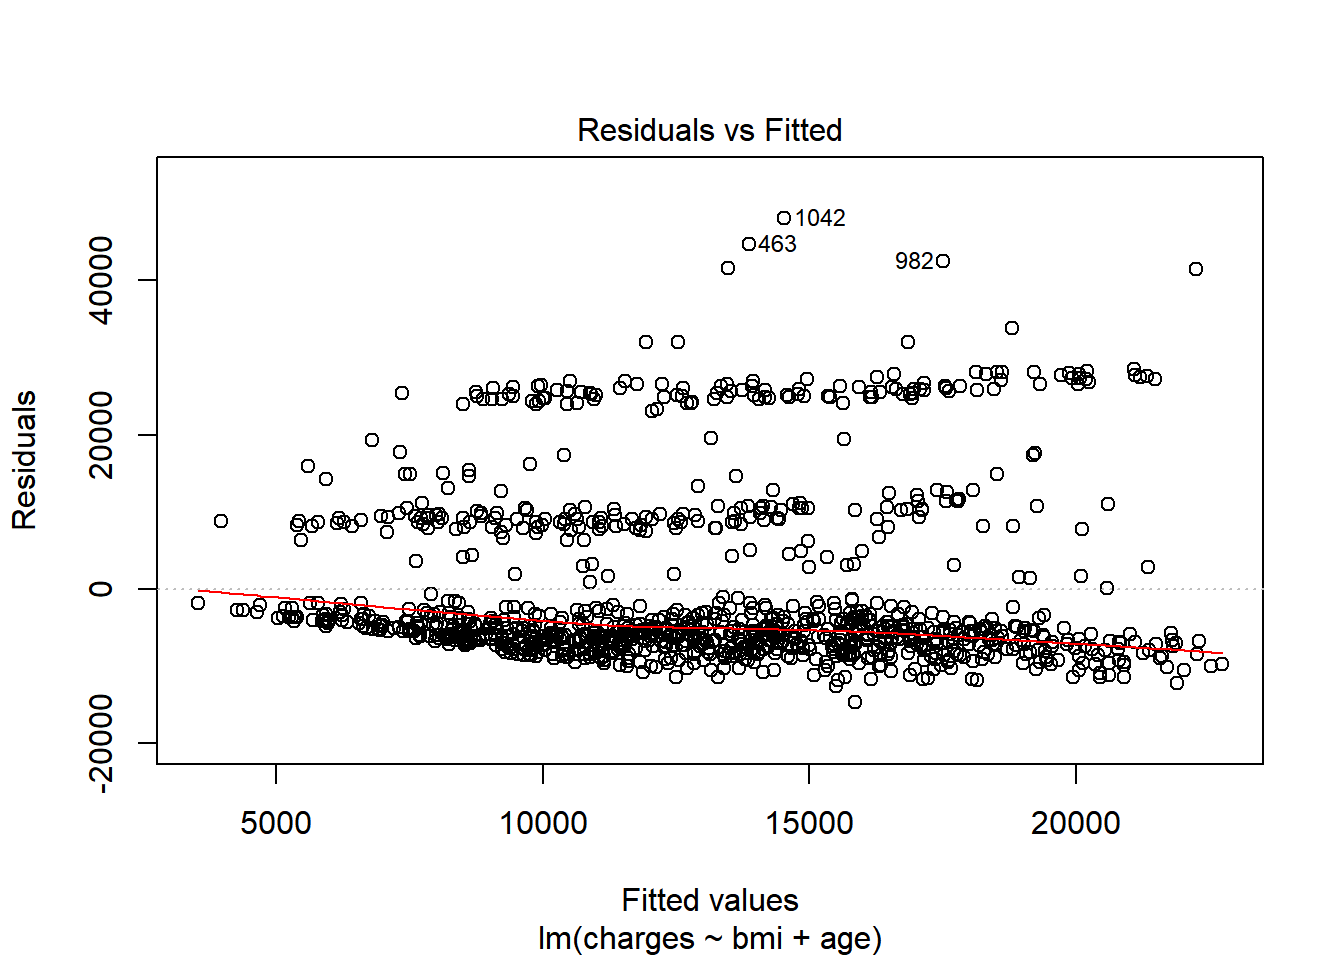 Residuals vs Fitted
1042
463
982
Residuals
40000
20000
0
-20000
5000 10000 15000 20000
Fitted values
lm(charges ~ bmi + age)